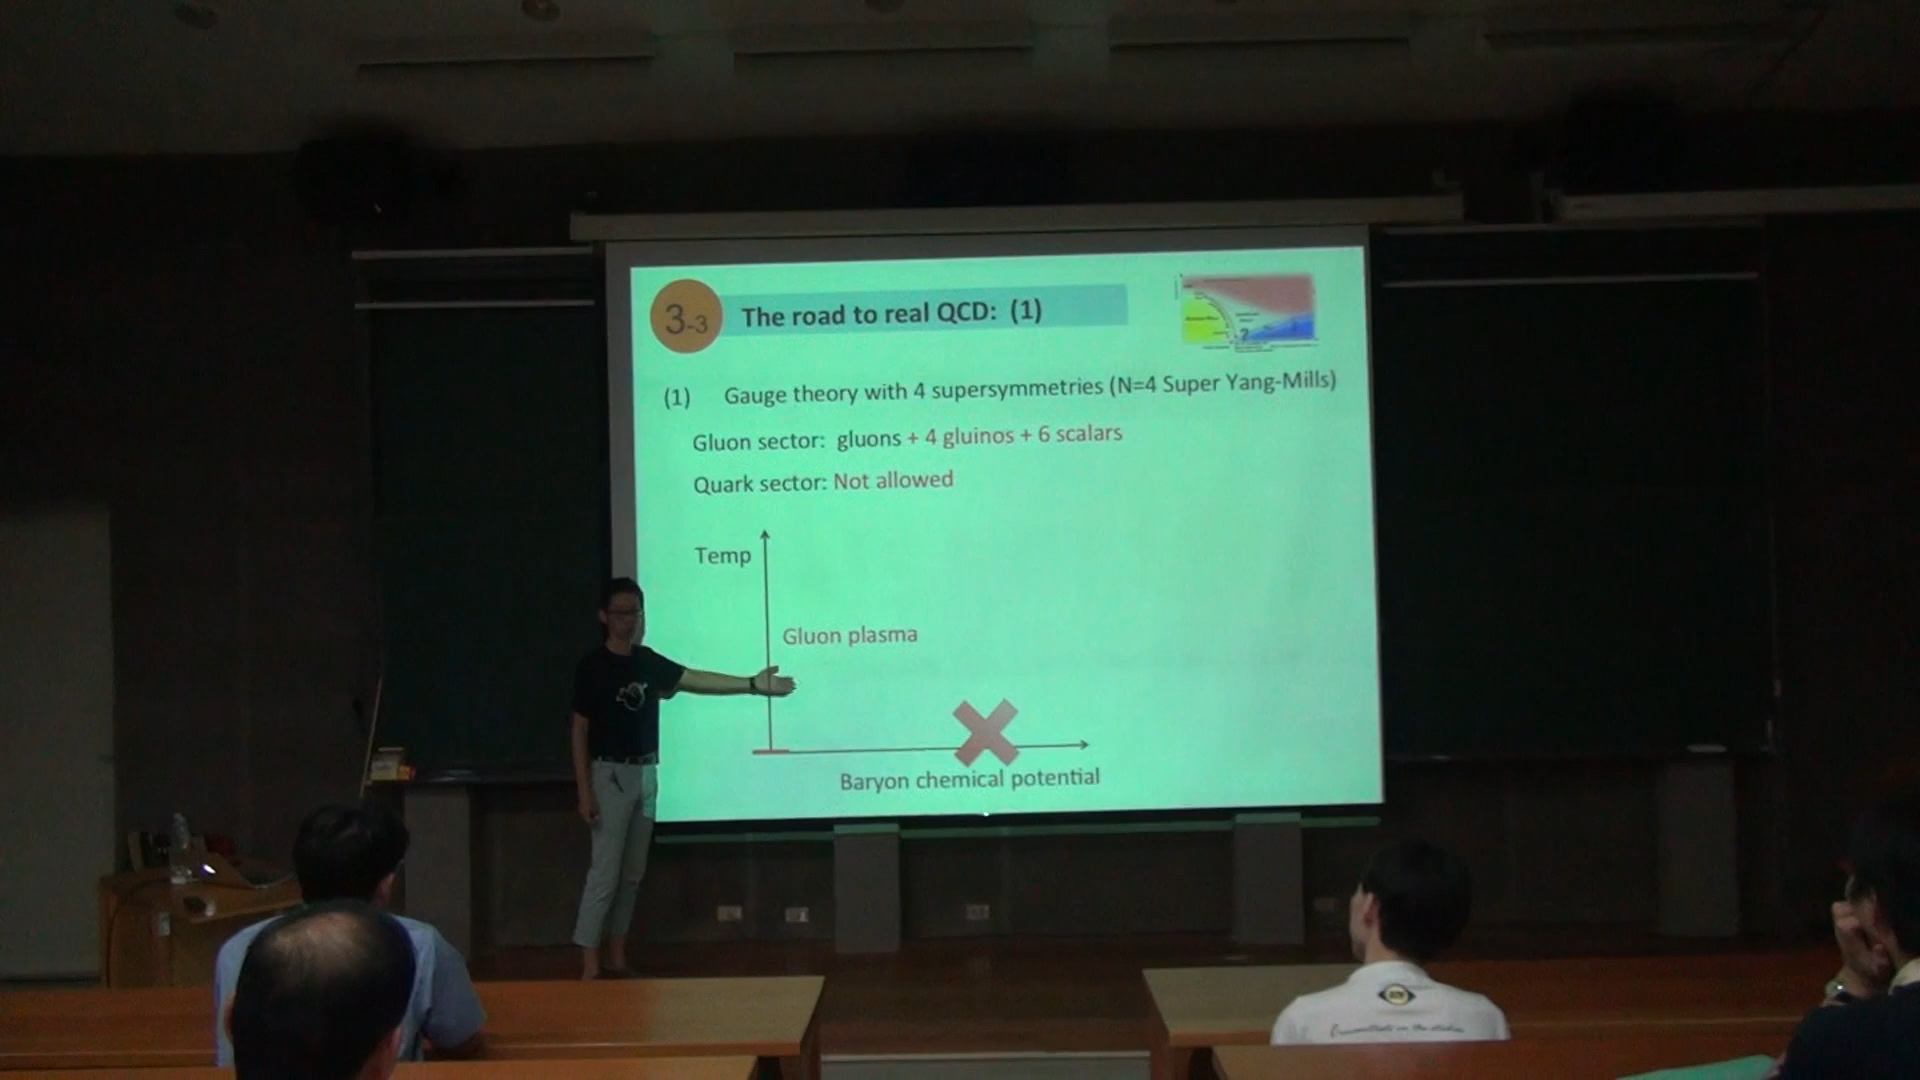 3-3
The road to real QCD: (1)
(1) Gauge theory with 4 supersymmetries (N=4 Super Yang-Mills)
Gluon sector: gluons + 4 gluinos + 6 scalars
Quark sector: Not allowed
Temp
Gluon plasma
Baryon chemical potential